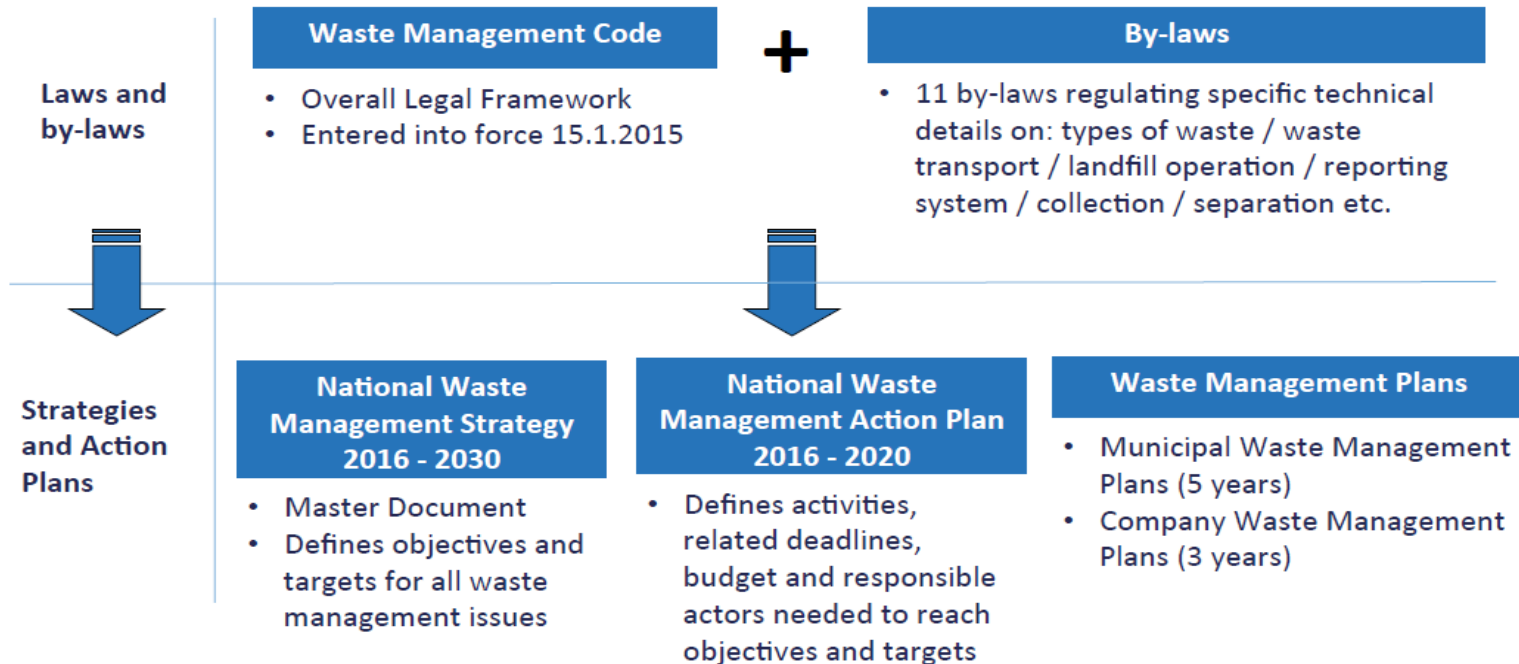 Laws and
by-laws
Waste Management Code
• Overall Legal Framework
• Entered into force 15.1.2015
+
By-laws
• 11 by-laws regulating specific technical
details on: types of waste / waste
transport / landfill operation / reporting
system / collection / separation etc.
Strategies
and Action
Plans
National Waste
Management Strategy
2016 - 2030
• Master Document
• Defines objectives and
targets for all waste
management issues
National Waste
Management Action Plan
2016 - 2020
• Defines activities,
related deadlines,
budget and responsible
actors needed to reach
objectives and targets
Waste Management Plans
• Municipal Waste Management
Plans (5 years)
• Company Waste Management
Plans (3 years)